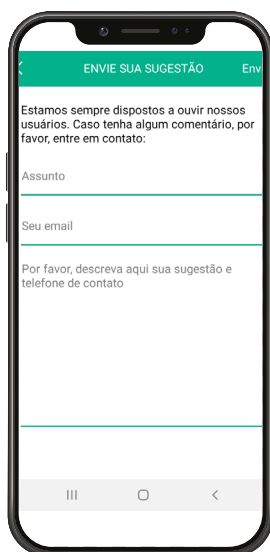 ENVIE SUA SUGESTÃO Env
Estamos sempre dispostos a ouvir nossos
usuários. Caso tenha algum comentário, por
favor, entre em contato:
Assunto
Seu email
Por favor, descreva aqui sua sugestão e
telefone de contato